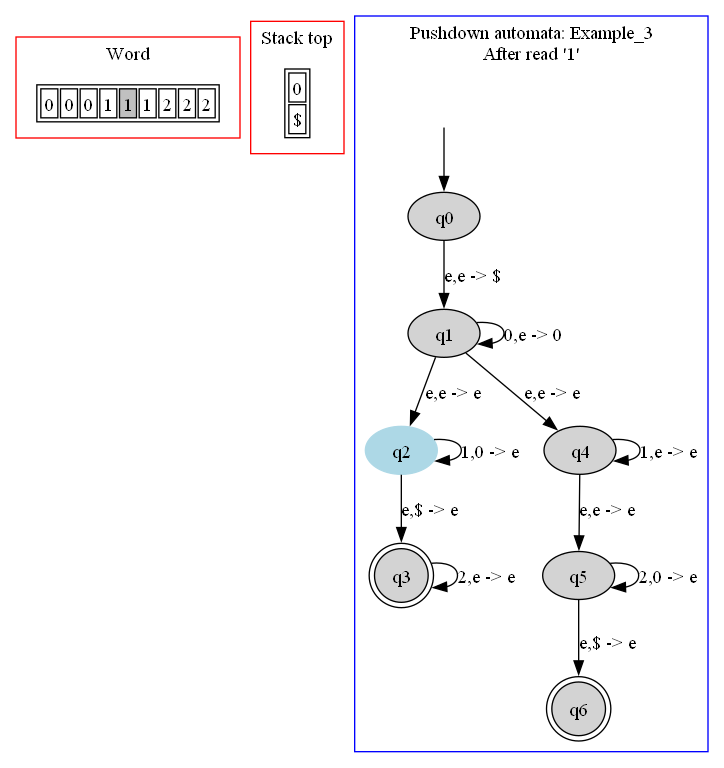 Word
0 0 0 1 1 1 2 2 2
Stack top
0
$
Pushdown automata: Example_3
After read '1'
q0
e,e -> $
q1
0,e -> 0
e,e -> e
e,e -> e
q2
1,0 -> e
q4
1,e -> e
e,$ -> e
e,e -> e
q3
2,e -> e
q5
2,0 -> e
e,$ -> e
q6